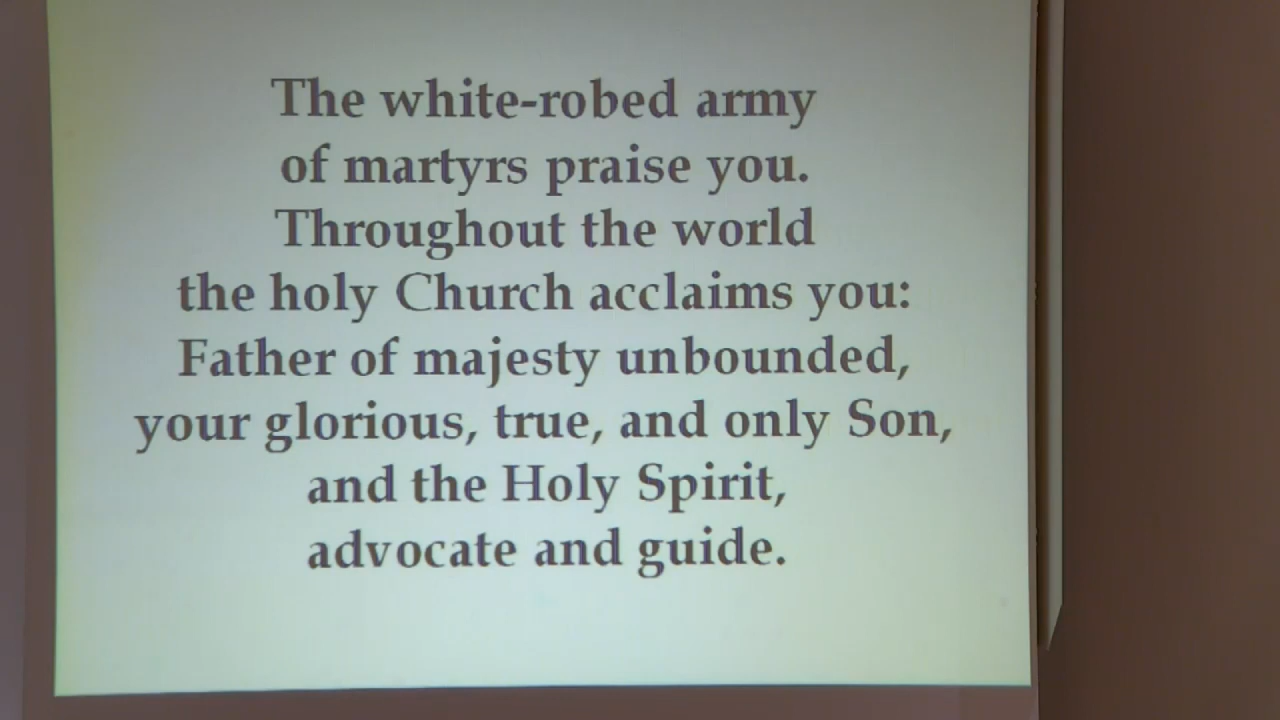 The white-robed army
of martyrs praise you.
Throughout the world
the holy Church acclaims you:
Father of majesty unbounded,
your glorious, true, and only Son,
and the Holy Spirit,
advocate and guide.